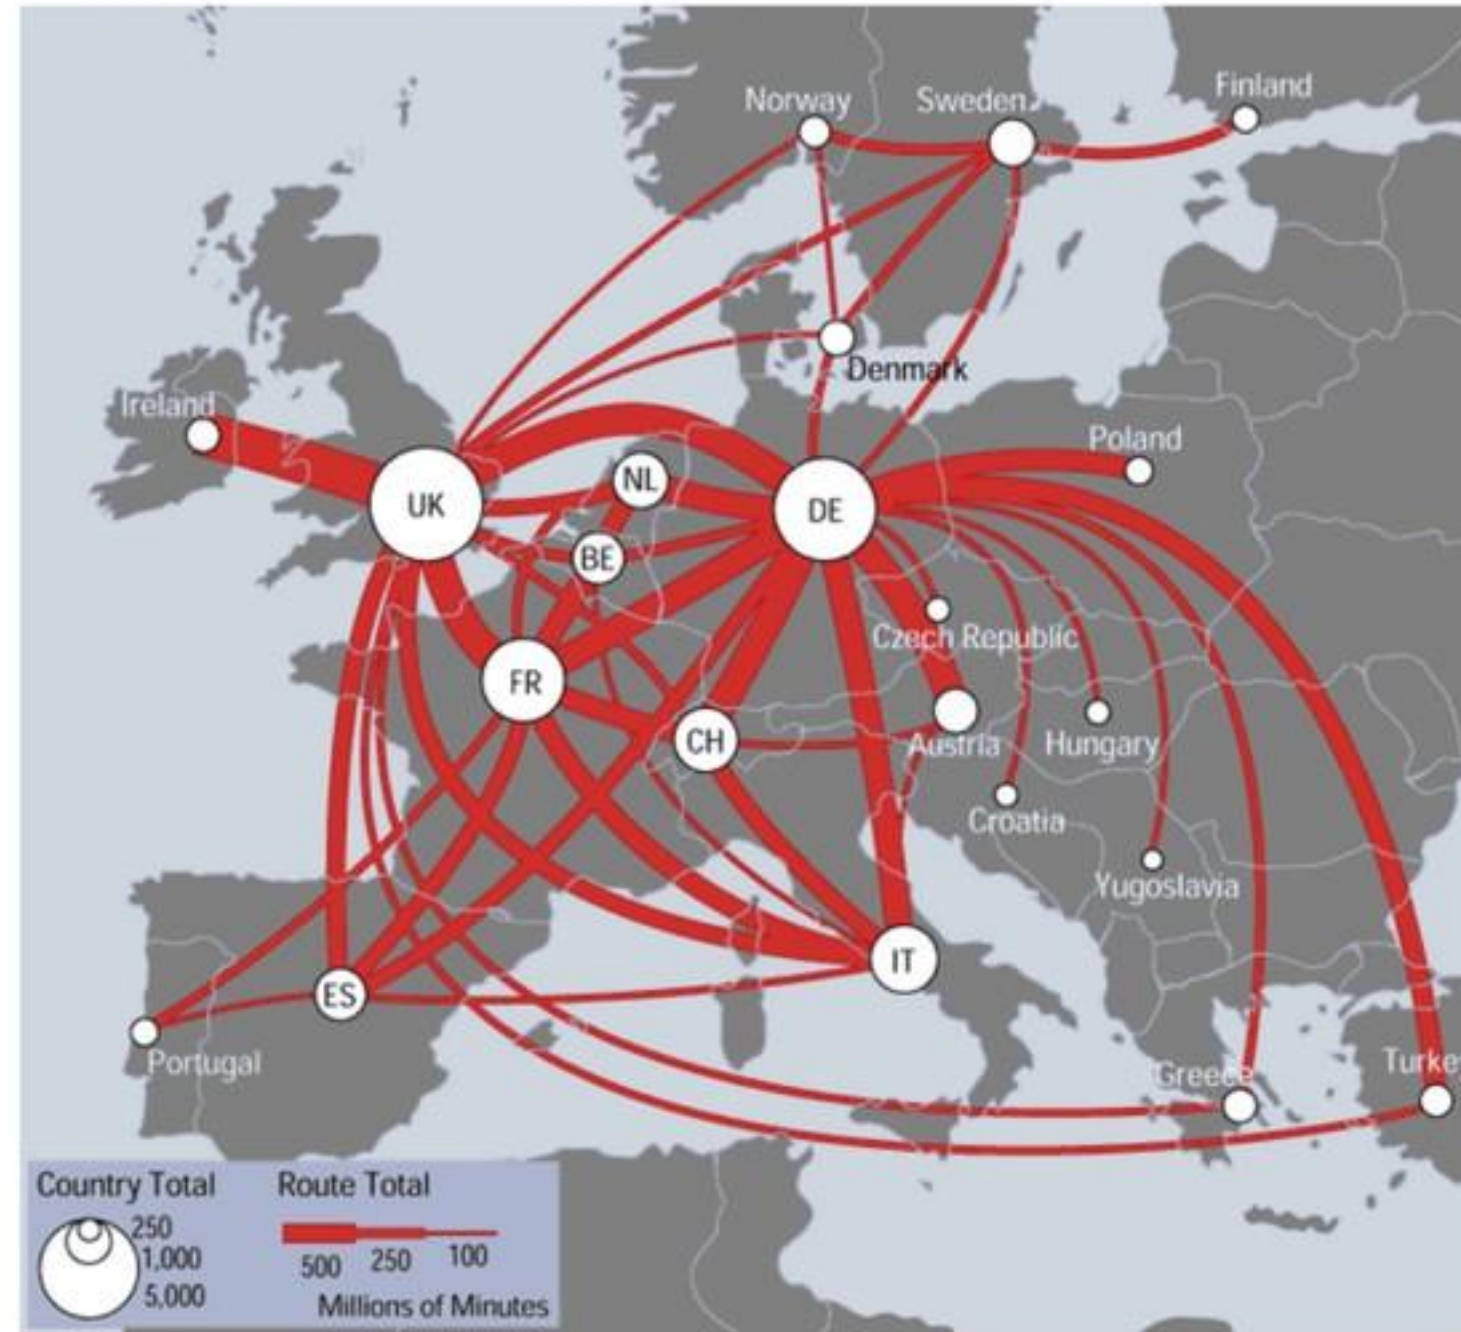 Norway
Sweden
Finland
Denmark
Ireland
Poland
NL
UK
DE
BE
Czech Republic
FR
CH
Austria
Hungary
Croatia
Yugoslavia
IT
ES
Portugal
Greece
Turke
Country Total
250
1,000
5,000
Route Total
500 250 100
Millions of Minutes